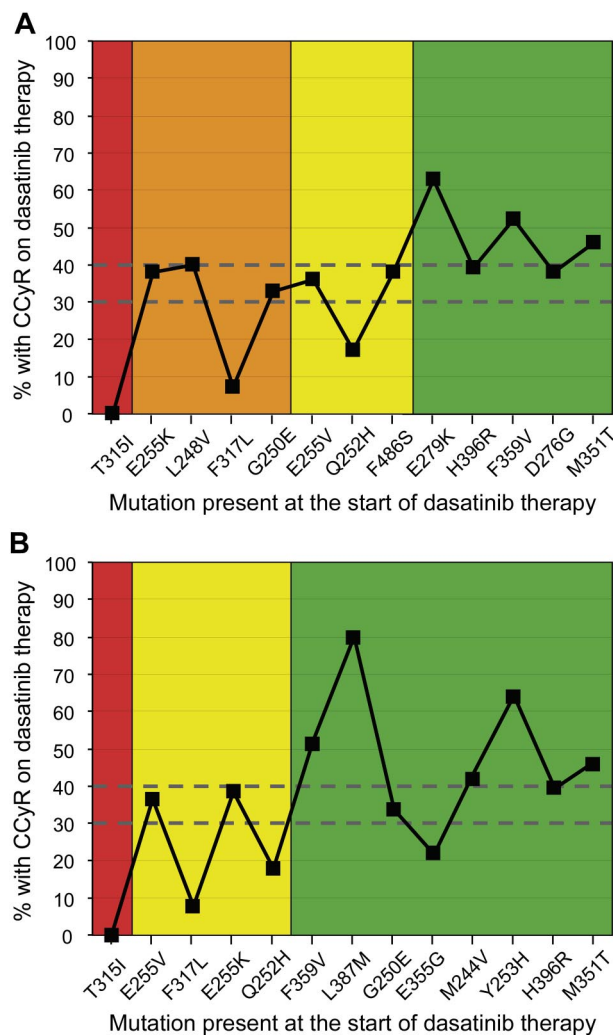 A
% with CCyR on dasatinib therapy
100
90
80
70
60
50
40
30
20
10
0
T315I
E255K
L248V
F317L
G250E
E255V
Q252H
F486S
E279K
H396R
F359V
D276G
M351T
Mutation present at the start of dasatinib therapy
B
% with CCyR on dasatinib therapy
100
90
80
70
60
50
40
30
20
10
0
T315I
E255V
F317L
E255K
Q252H
F359V
L387M
G250E
E355G
M244V
Y253H
H396R
M351T
Mutation present at the start of dasatinib therapy